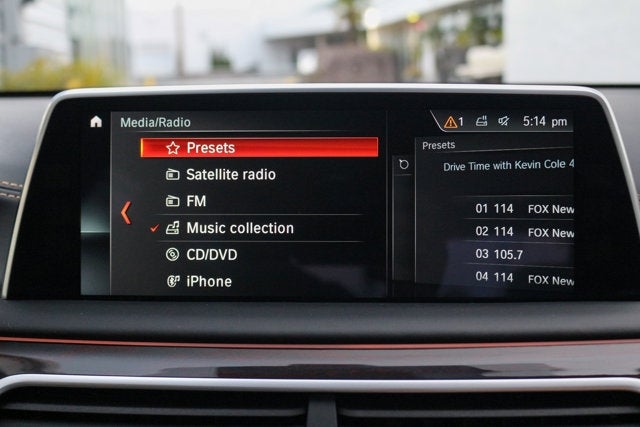 Media/Radio
1
5:14 pm
Presets
Satellite radio
FM
Music collection
CD/DVD
iPhone
Presets
Drive Time with Kevin Cole 4
01 114 FOX New
02 114 FOX New
03 105.7
04 114 FOX New